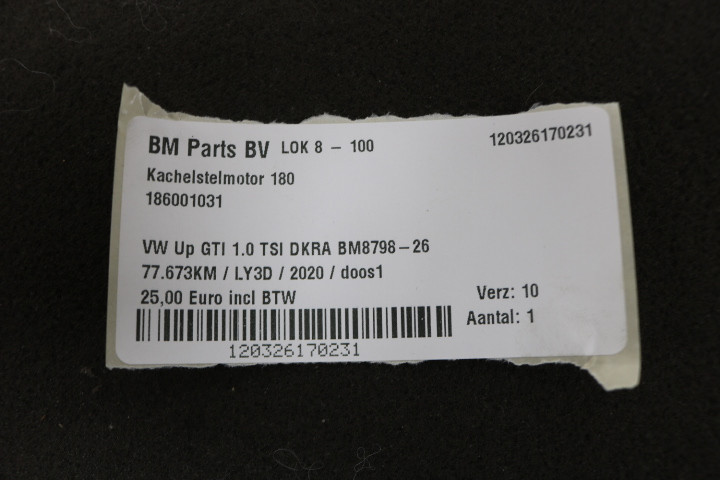 BM Parts BV LOK 8 - 100 120326170231
Kachelstelmotor 180
186001031
VW Up GTI 1.0 TSI DKRA BM8798-26
77.673KM / LY3D / 2020 / doos1
25,00 Euro incl BTW Verz: 10
Aantal: 1
120326170231